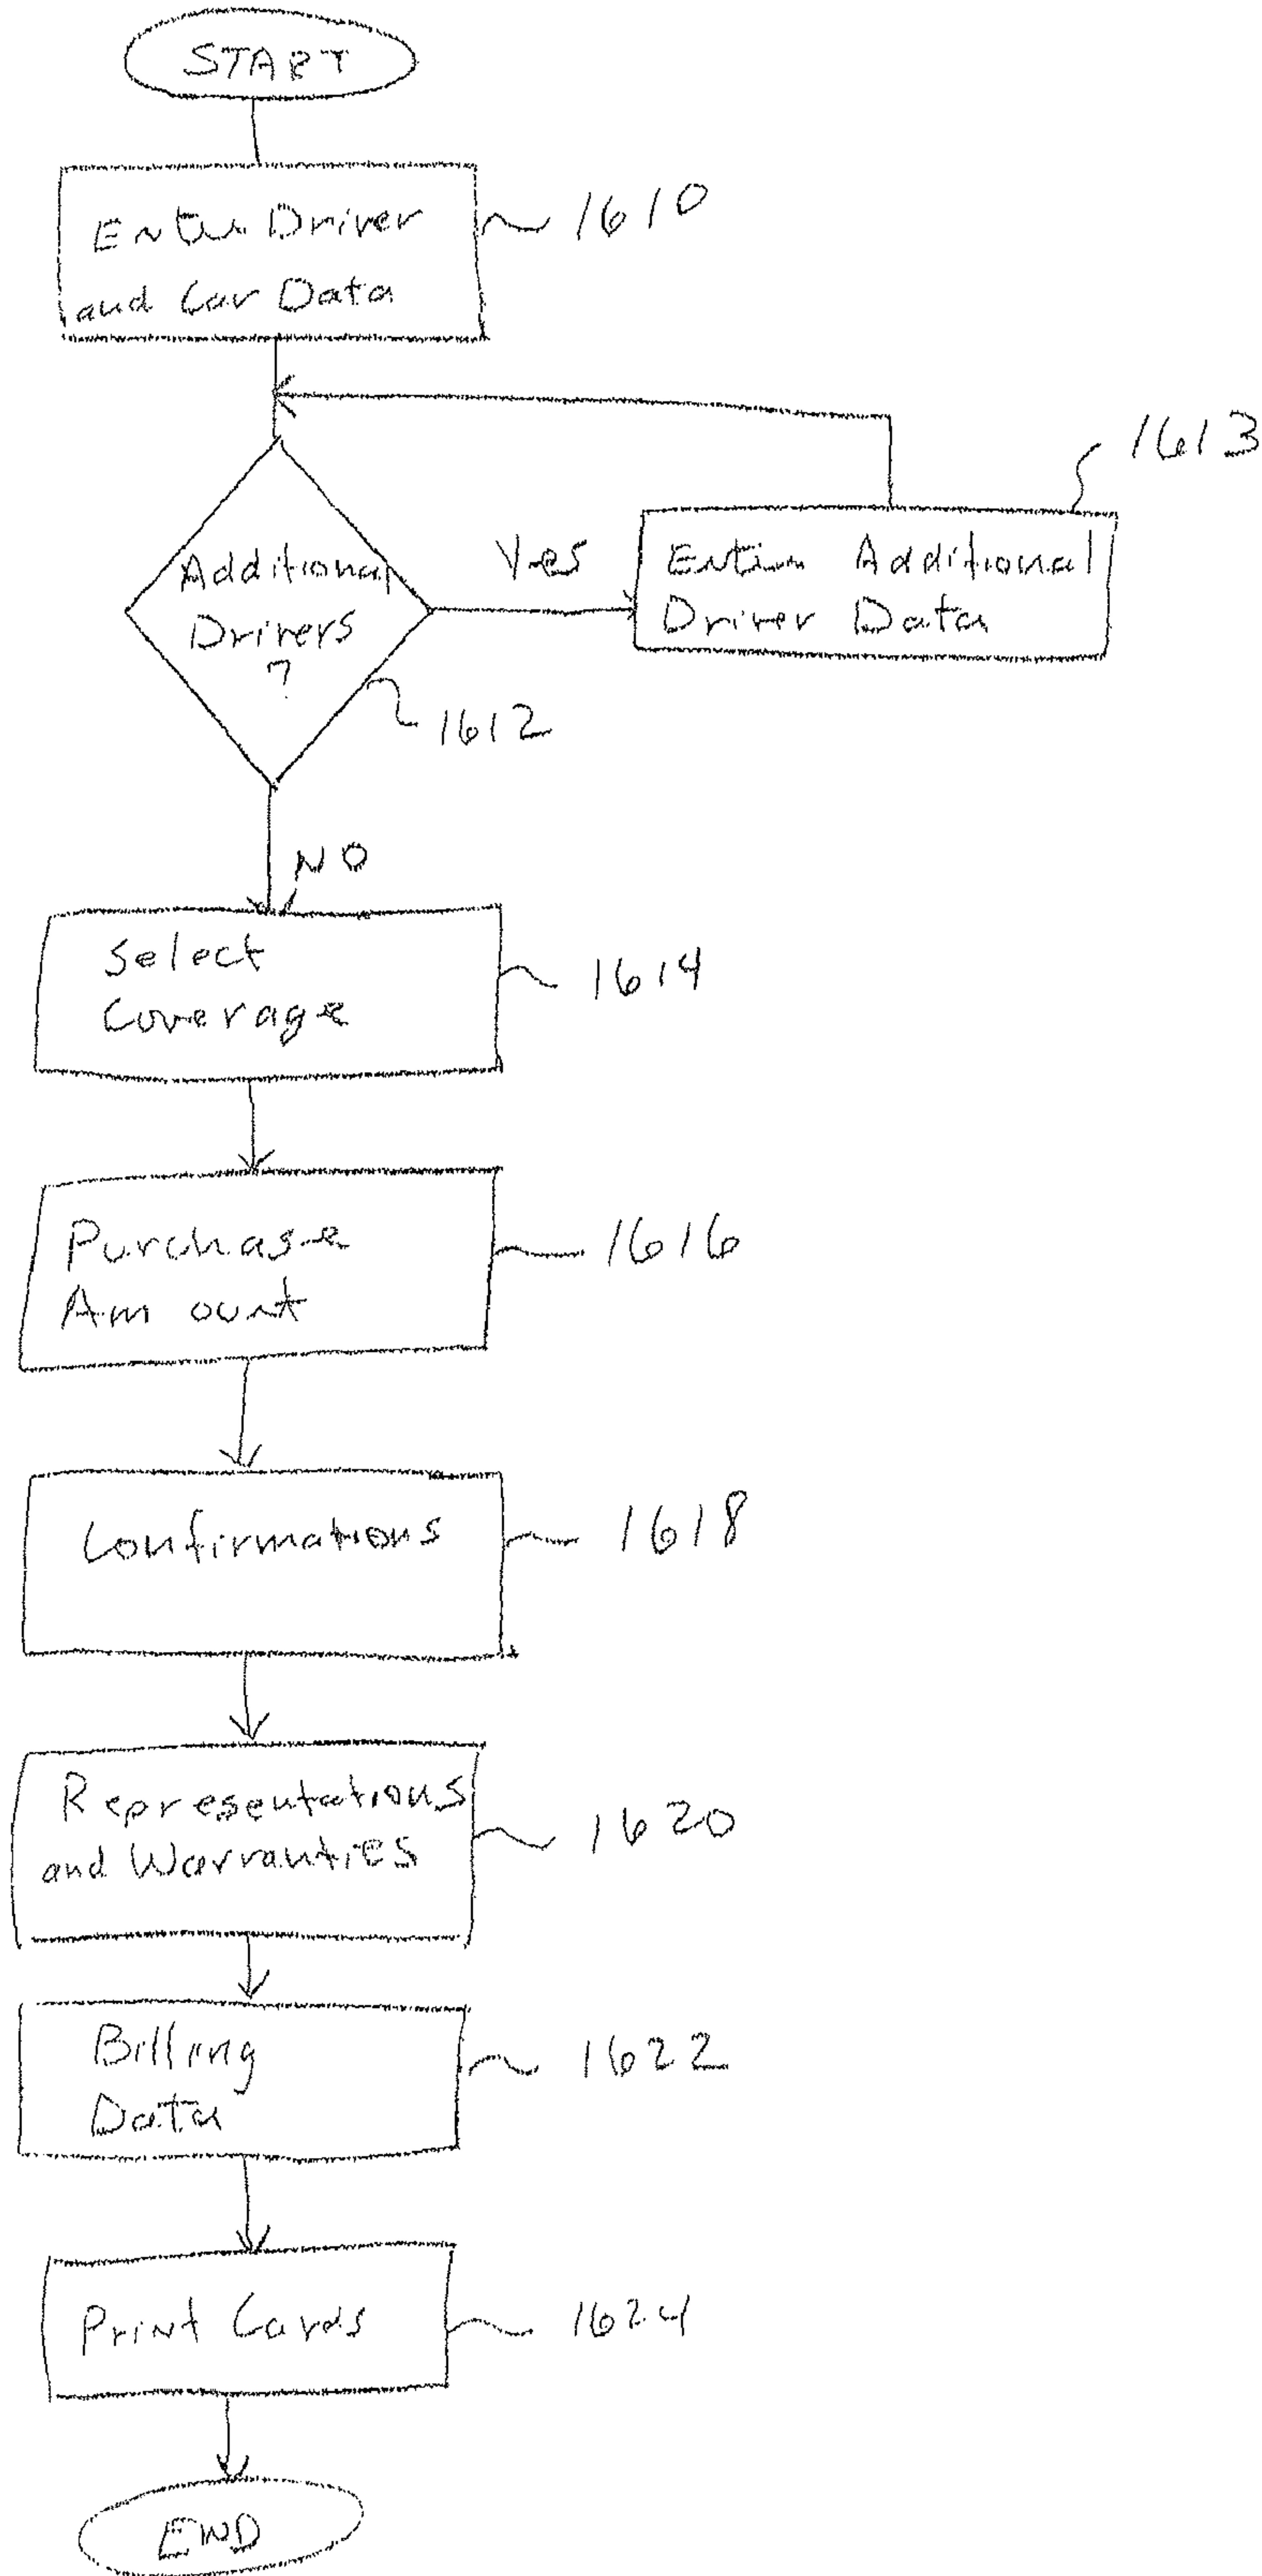 START
Enter Driver
and Car Data
1610
1613
Additional
Drivers
?
Yes
Enter Additional
Driver Data
1612
NO
Select
Coverage
1614
Purchase
Amount
1616
Confirmations
1618
Representations
and Warranties
1620
Billing
Data
1622
Print Cards
1624
END